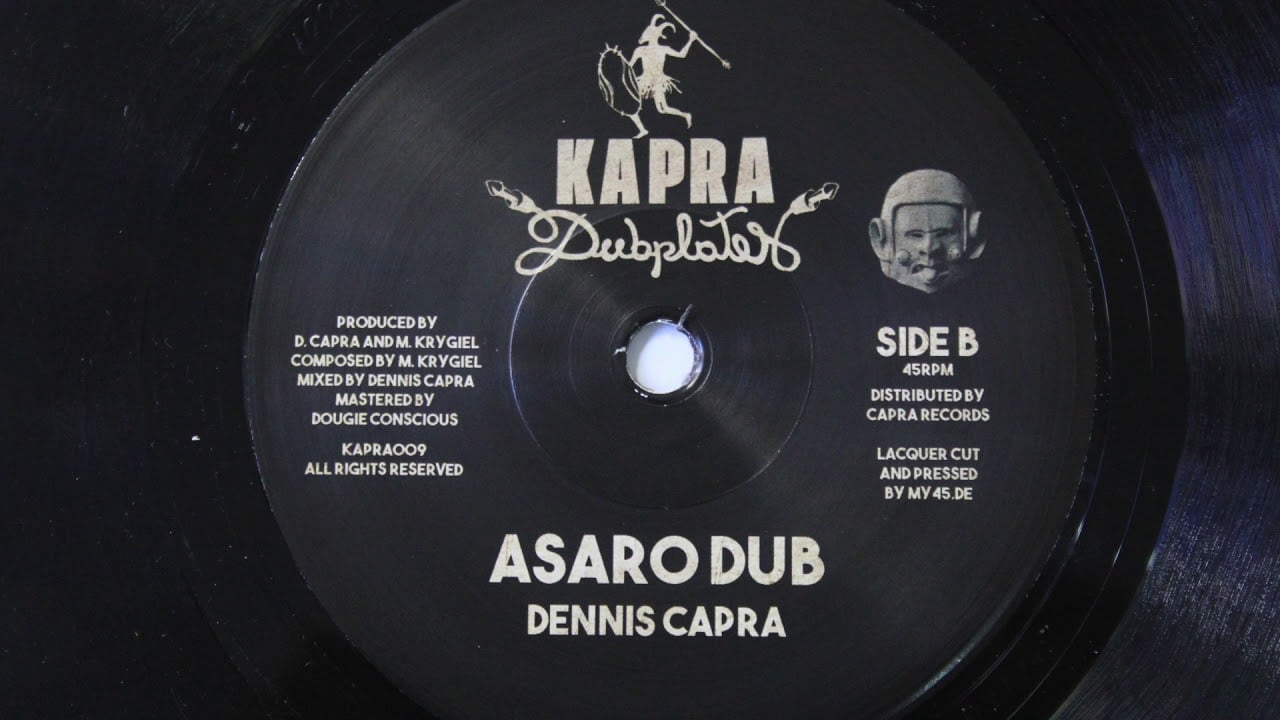 KAPRA
Dubplates
PRODUCED BY
D. CAPRA AND M. KRYGIEL
COMPOSED BY M. KRYGIEL
MIXED BY DENNIS CAPRA
MASTERED BY
DOUGIE CONSCIOUS
KAPRA009
ALL RIGHTS RESERVED
SIDE B
45RPM
DISTRIBUTED BY
CAPRA RECORDS
LACQUER CUT
AND PRESSED
BY MY45.DE
ASARO DUB
DENNIS CAPRA